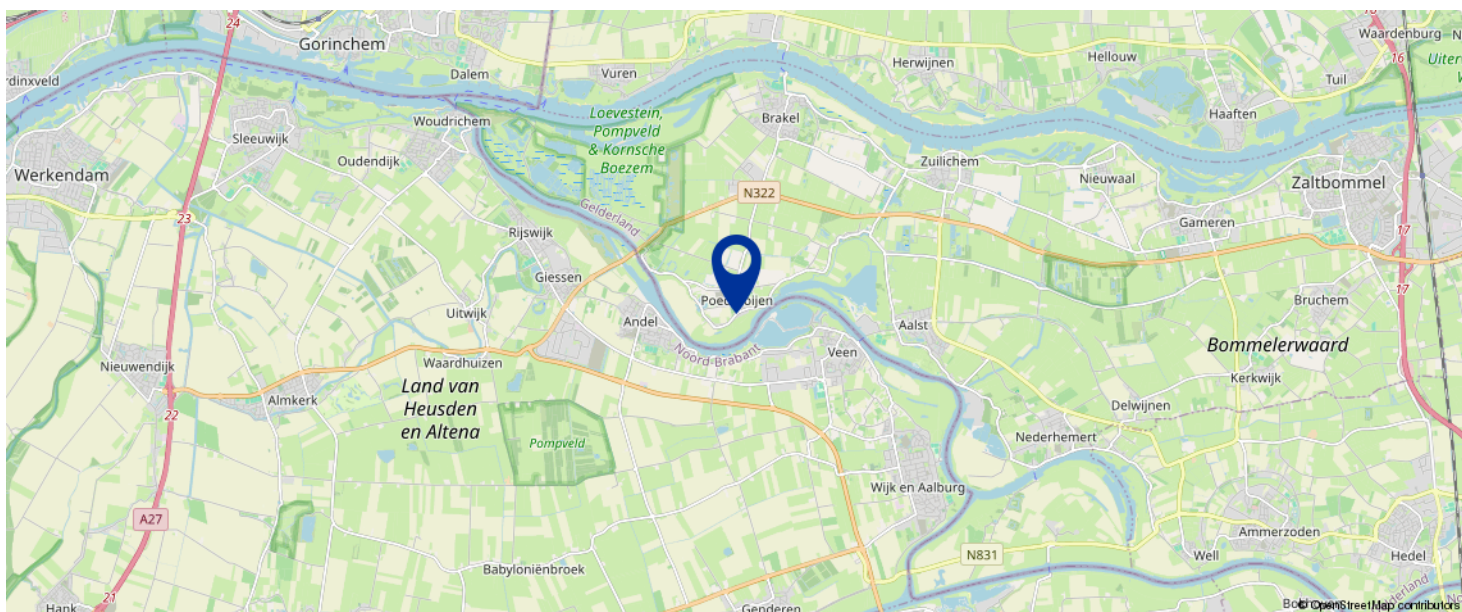 24
Gorinchem
16
Waardenburg
Hellouw
Herwijnen
Dalem
Vuren
Tuil
Haaften
Loevestein,
Pompveld
& Kornsche
Boezem
Brakel
Woudrichem
Sleeuwijk
Oudendijk
Zuilichem
Werkendam
Nieuwaal
Zaltbommel
N322
Gelderland
23
Gameren
17
Rijswijk
Giessen
17
Bruchem
Uitwijk
Andel
Aalst
Noord-Brabant
Veen
Bommelerwaard
Waardhuizen
Nieuwendijk
Kerkwijk
Land van
Heusden
en Altena
Almkerk
Delwijnen
22
Nederhemert
Pompveld
Wijk en Aalburg
A27
Ammerzoden
N831
Well
Hedel
Babyloniënbroek
21
Hank
Genderen
© OpenStreetMap contributors